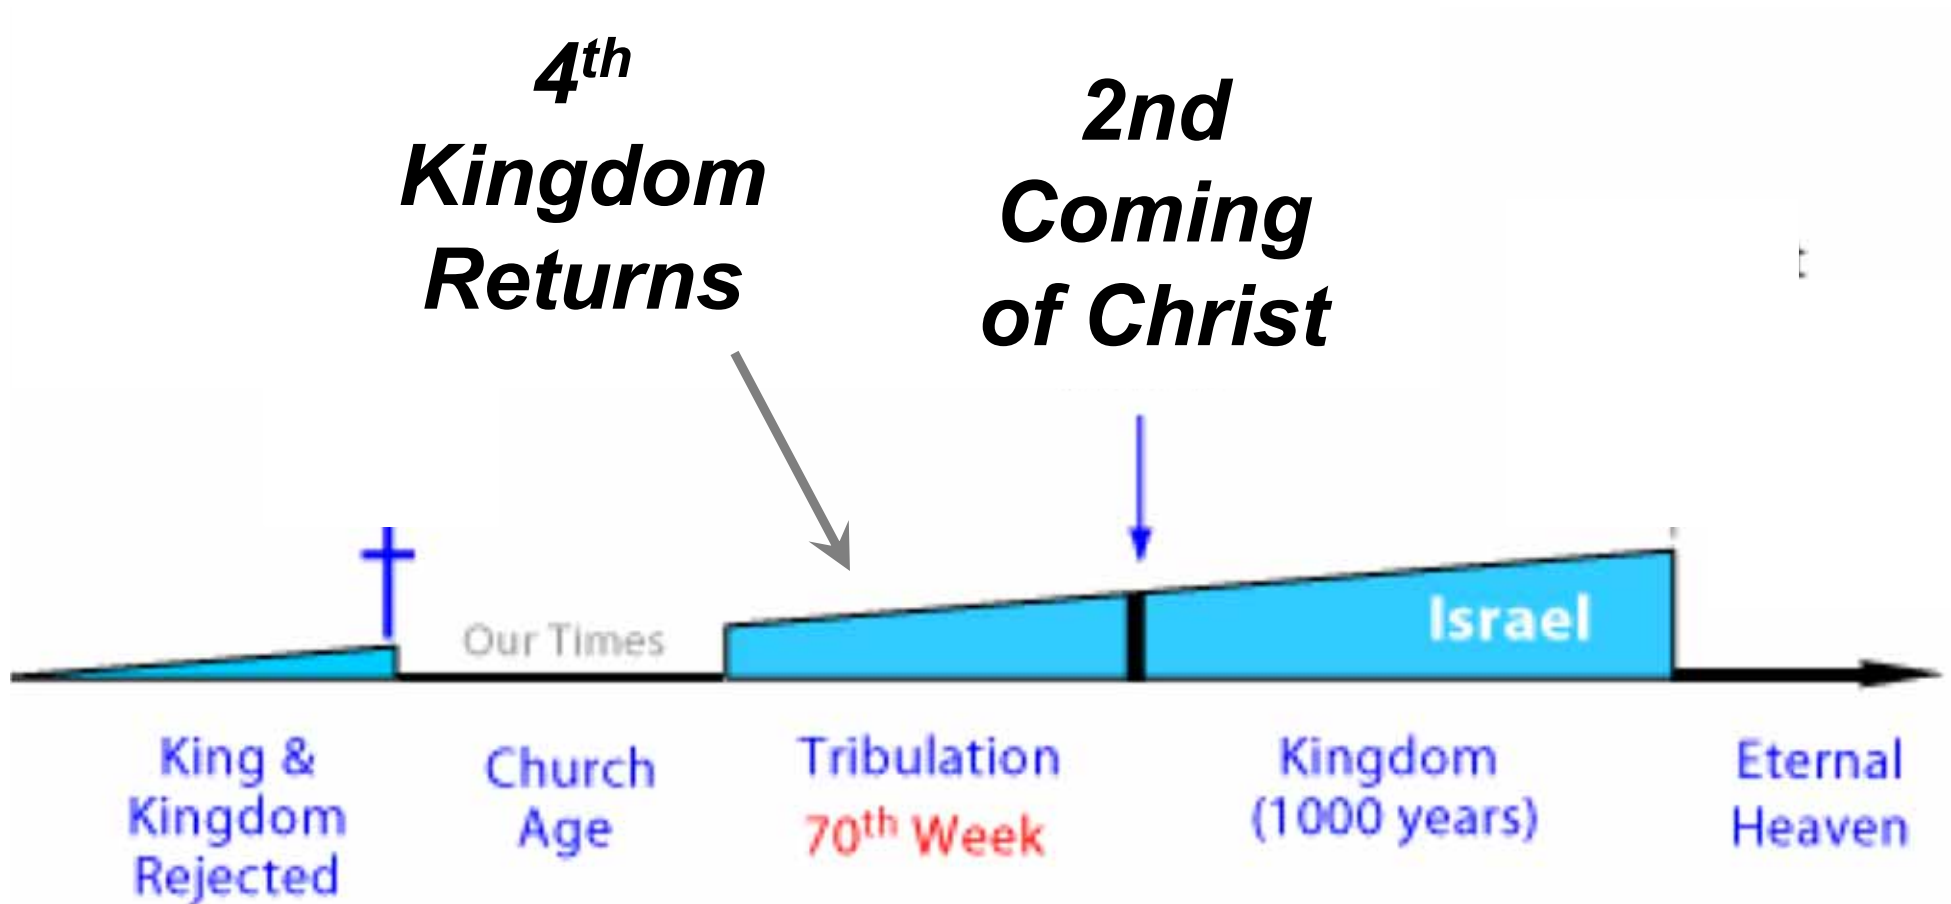 4th
Kingdom
Returns
2nd
Coming
of Christ
Our Times
Israel
King &
Kingdom
Rejected
Church
Age
Tribulation
70th Week
Kingdom
(1000 years)
Eternal
Heaven